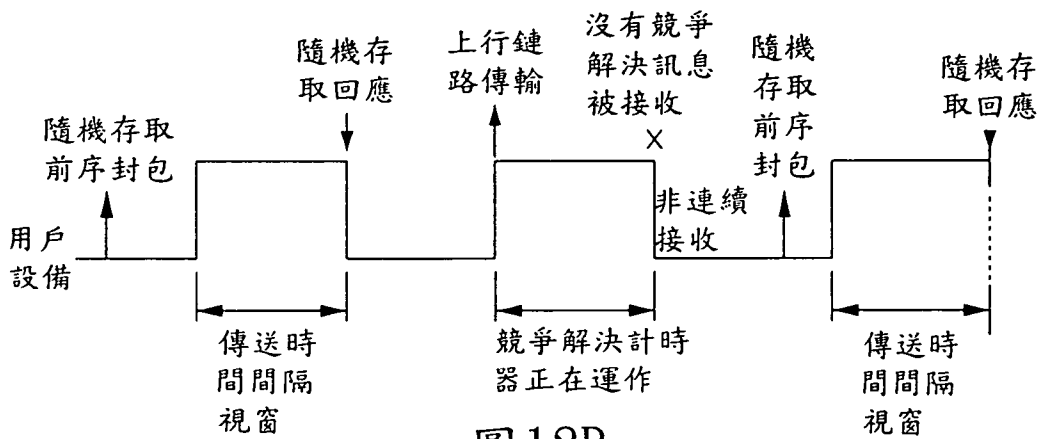 隨機存取
前序封包
隨機存
取回應
上行鏈
路傳輸
沒有競爭
解決訊息
被接收
X
隨機
存取
前序
封包
隨機存
取回應
用戶
設備
非連續
接收
傳送時
間間隔
視窗
競爭解決計時
器正在運作
傳送時
間間隔
視窗